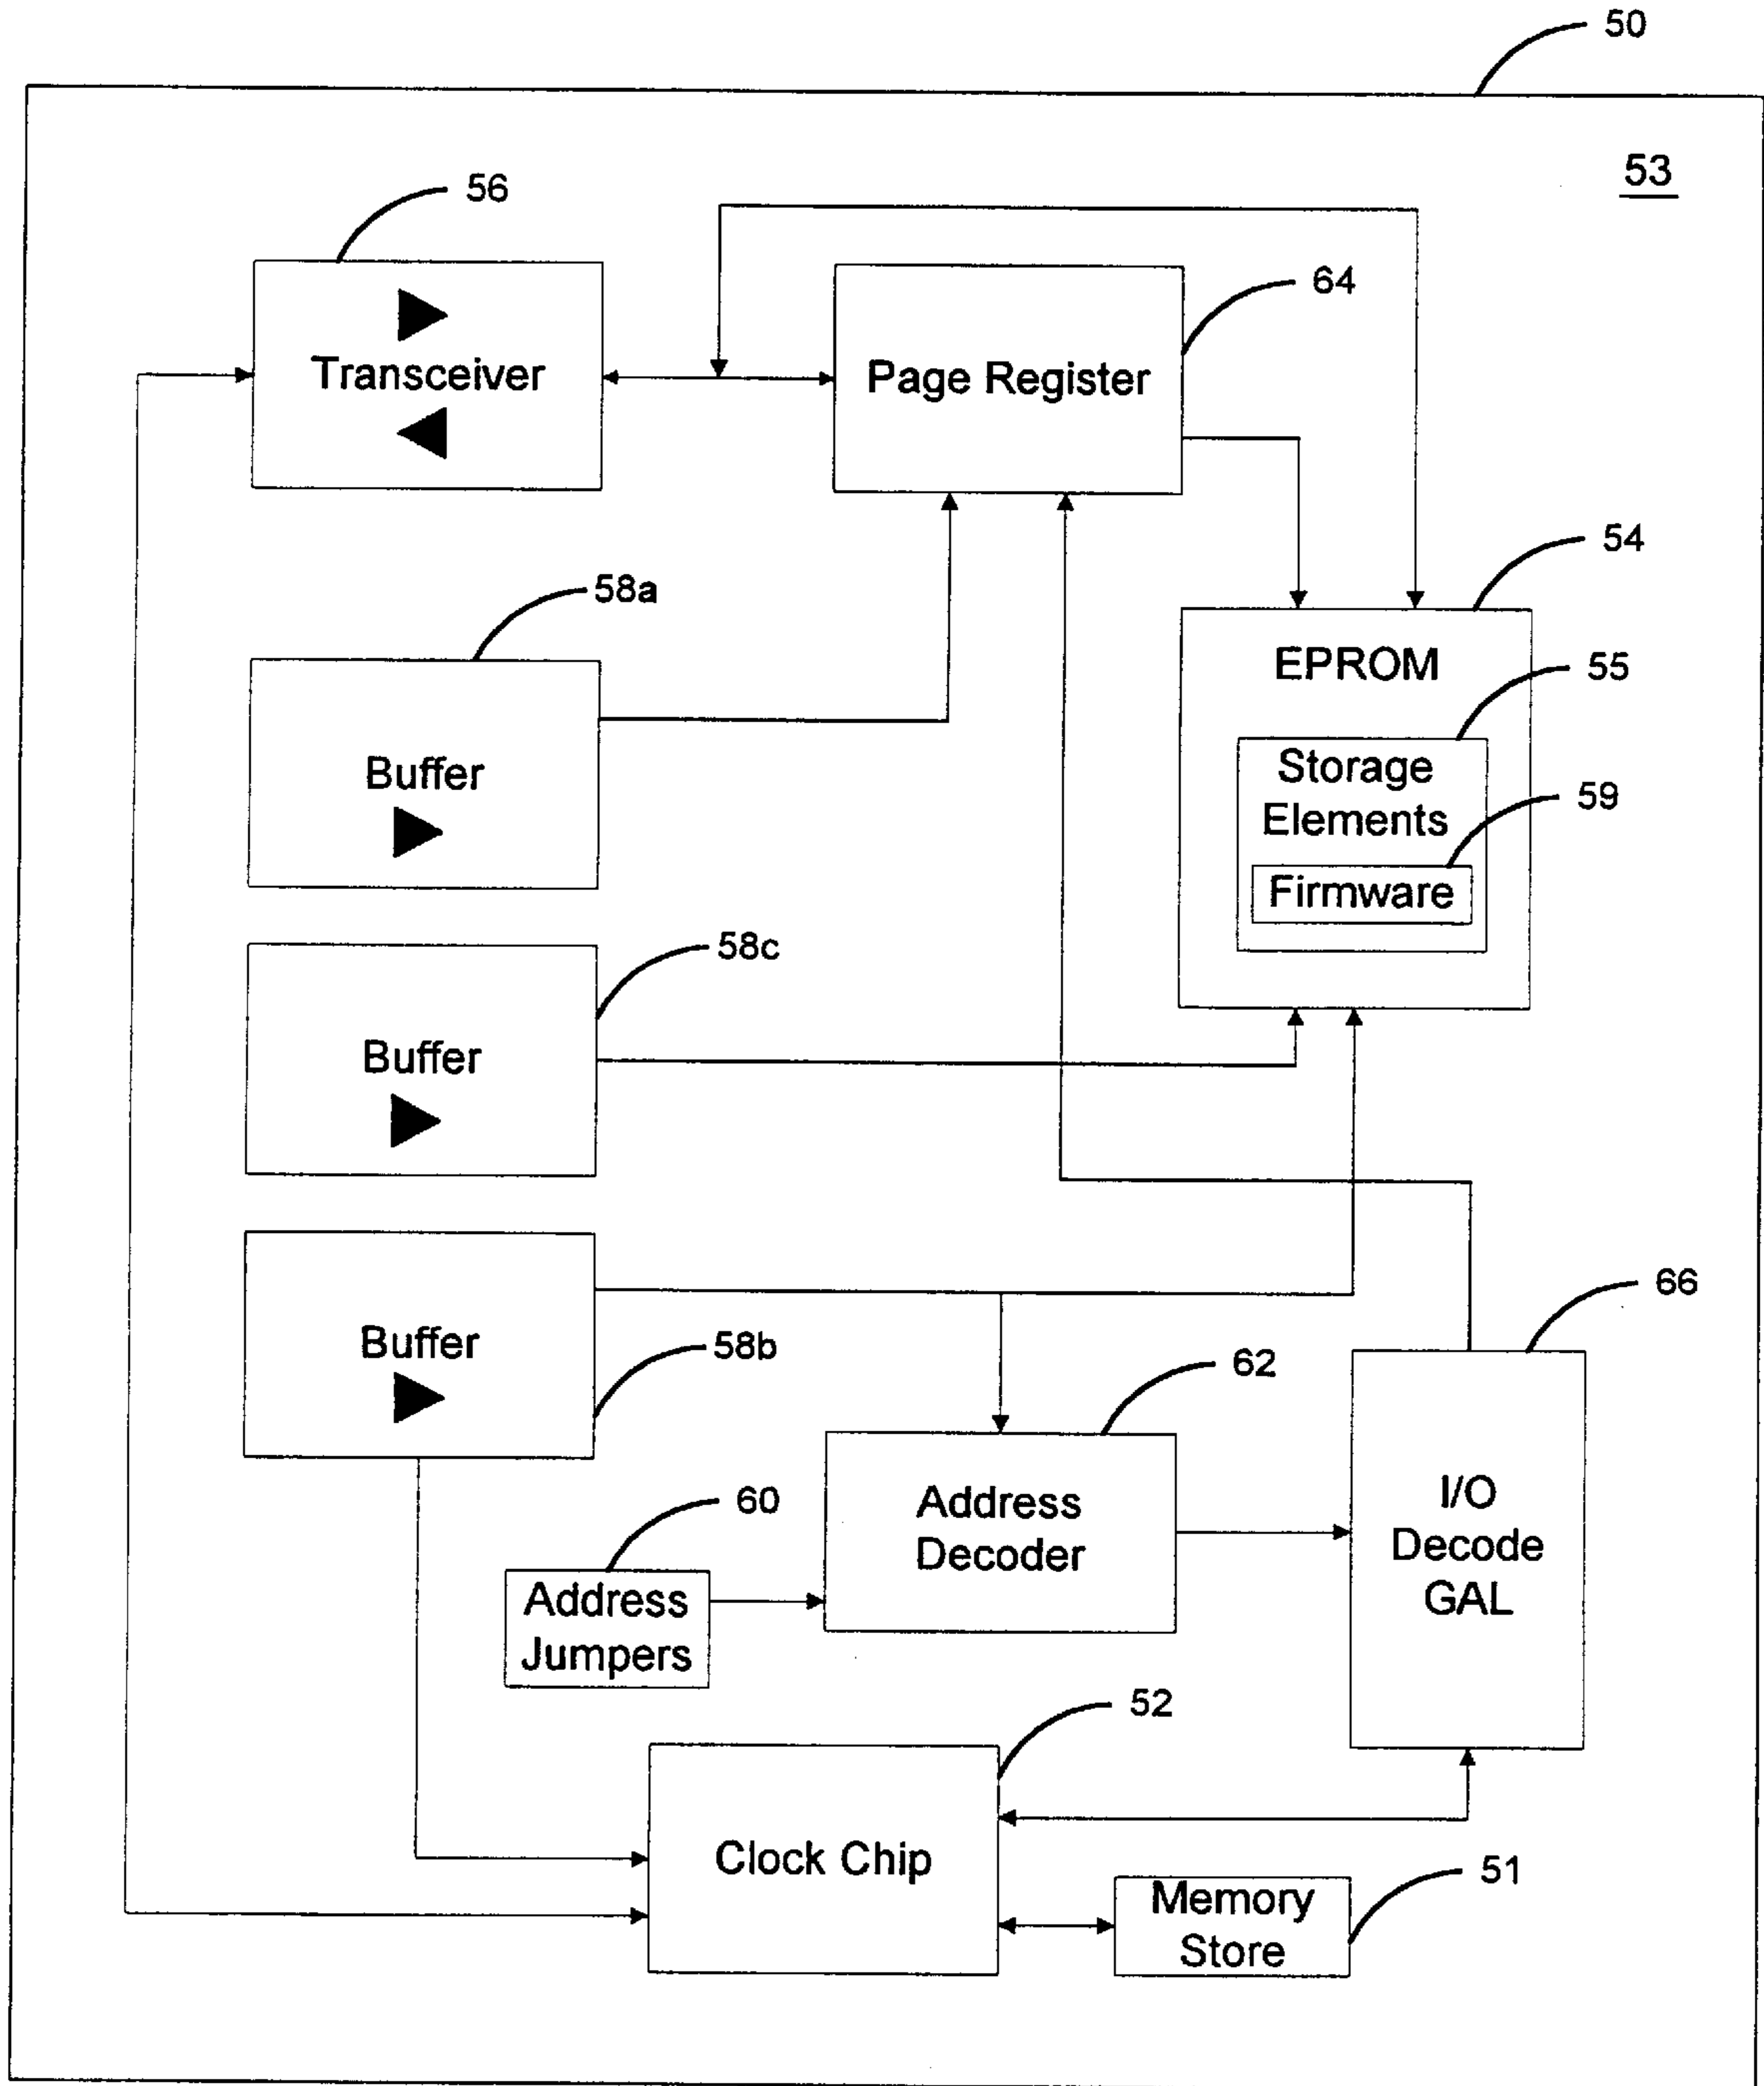 50
53
56
Transceiver
Page Register
64
54
58a
EPROM
55
Buffer
Storage
Elements
59
Firmware
58c
Buffer
66
Buffer
58b
62
I/O
Decode
GAL
60
Address
Decoder
Address
Jumpers
52
Clock Chip
51
Memory
Store